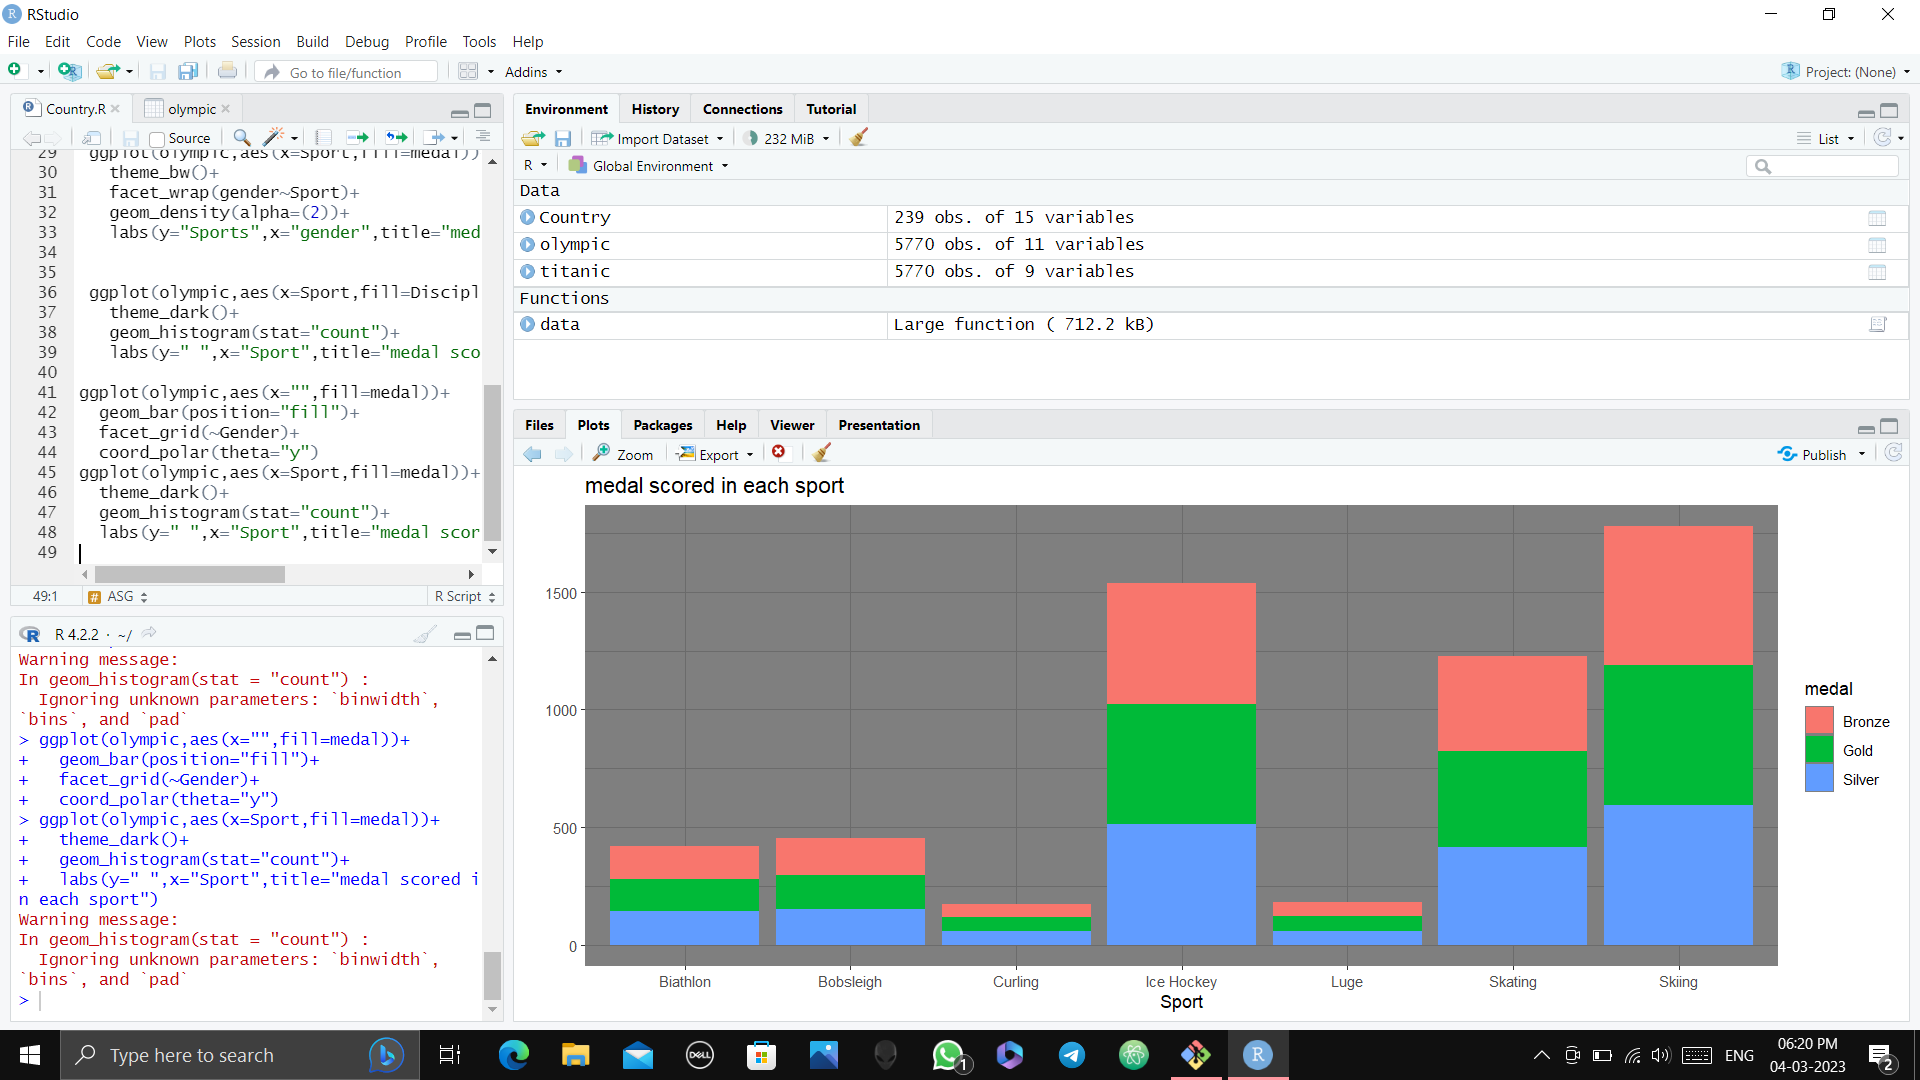 RStudio
File Edit Code View Plots Session Build Debug Profile Tools Help
Go to file/function Addins Project: (None)
Country.R olympic
Source
29 ggplot(olympic,aes(x=Sport,fill=medal))
30 theme_bw()+
31 facet_wrap(gender~Sport)+
32 geom_density(alpha=(2))+
33 labs(y="Sports",x="gender",title="med
34
35
36 ggplot(olympic,aes(x=Sport,fill=Discipl
37 theme_dark()+
38 geom_histogram(stat="count")+
39 labs(y=" ",x="Sport",title="medal sco
40
41 ggplot(olympic,aes(x="",fill=medal))+
42 geom_bar(position="fill")+
43 facet_grid(~Gender)+
44 coord_polar(theta="y")
45 ggplot(olympic,aes(x=Sport,fill=medal))+
46 theme_dark()+
47 geom_histogram(stat="count")+
48 labs(y=" ",x="Sport",title="medal scor
49
49:1 # ASG R Script
R R 4.2.2 · ~/
Warning message:
In geom_histogram(stat = "count") :
Ignoring unknown parameters: `binwidth`,
`bins`, and `pad`
> ggplot(olympic,aes(x="",fill=medal))+
+ geom_bar(position="fill")+
+ facet_grid(~Gender)+
+ coord_polar(theta="y")
> ggplot(olympic,aes(x=Sport,fill=medal))+
+ theme_dark()+
+ geom_histogram(stat="count")+
+ labs(y=" ",x="Sport",title="medal scored i
n each sport")
Warning message:
In geom_histogram(stat = "count") :
Ignoring unknown parameters: `binwidth`,
`bins`, and `pad`
>
Environment History Connections Tutorial
Import Dataset 232 MiB List
R Global Environment
Data
Country 239 obs. of 15 variables
olympic 5770 obs. of 11 variables
titanic 5770 obs. of 9 variables
Functions
data Large function ( 712.2 kB)
Files Plots Packages Help Viewer Presentation
Zoom Export Publish
medal scored in each sport
1500
1000
500
0
Biathlon Bobsleigh Curling Ice Hockey Luge Skating Skiing
Sport
medal
Bronze
Gold
Silver
Type here to search
DELL
1
R
ENG
06:20 PM
04-03-2023
2